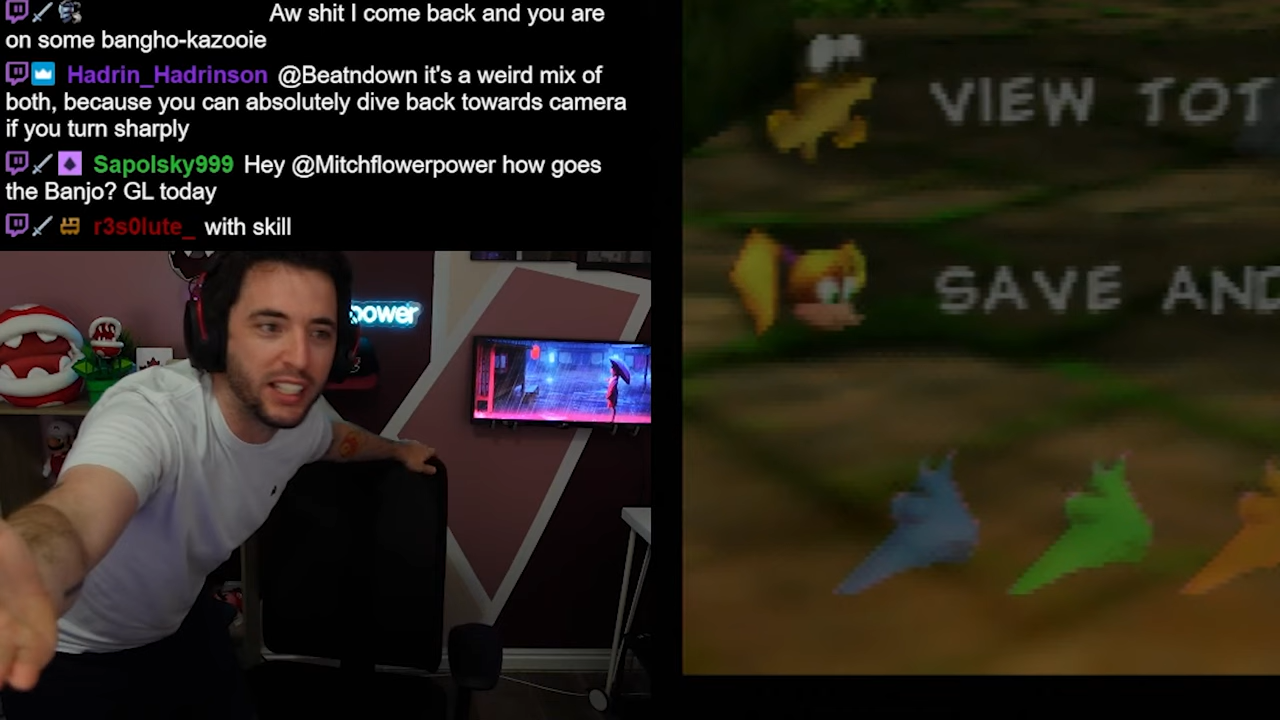 Aw shit I come back and you are
on some bangho-kazooie
Hadrin_Hadrinson @Beatndown it's a weird mix of
both, because you can absolutely dive back towards camera
if you turn sharply
Sapolsky999 Hey @Mitchflowerpower how goes
the Banjo? GL today
r3s0lute_ with skill
power
VIEW TOT
SAVE AND